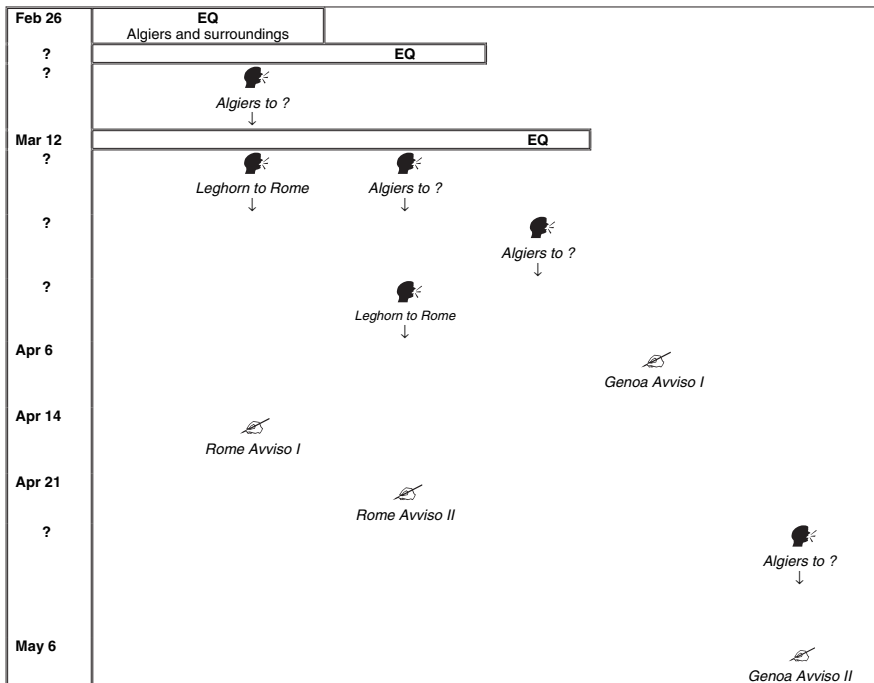 Feb 26
EQ
Algiers and surroundings
?
EQ
?
Algiers to ?
↓
Mar 12
EQ
?
Leghorn to Rome
Algiers to ?
↓
↓
?
Algiers to ?
↓
?
Leghorn to Rome
↓
Apr 6
Genoa Avviso I
Apr 14
Rome Avviso I
Apr 21
Rome Avviso II
?
Algiers to ?
↓
May 6
Genoa Avviso II